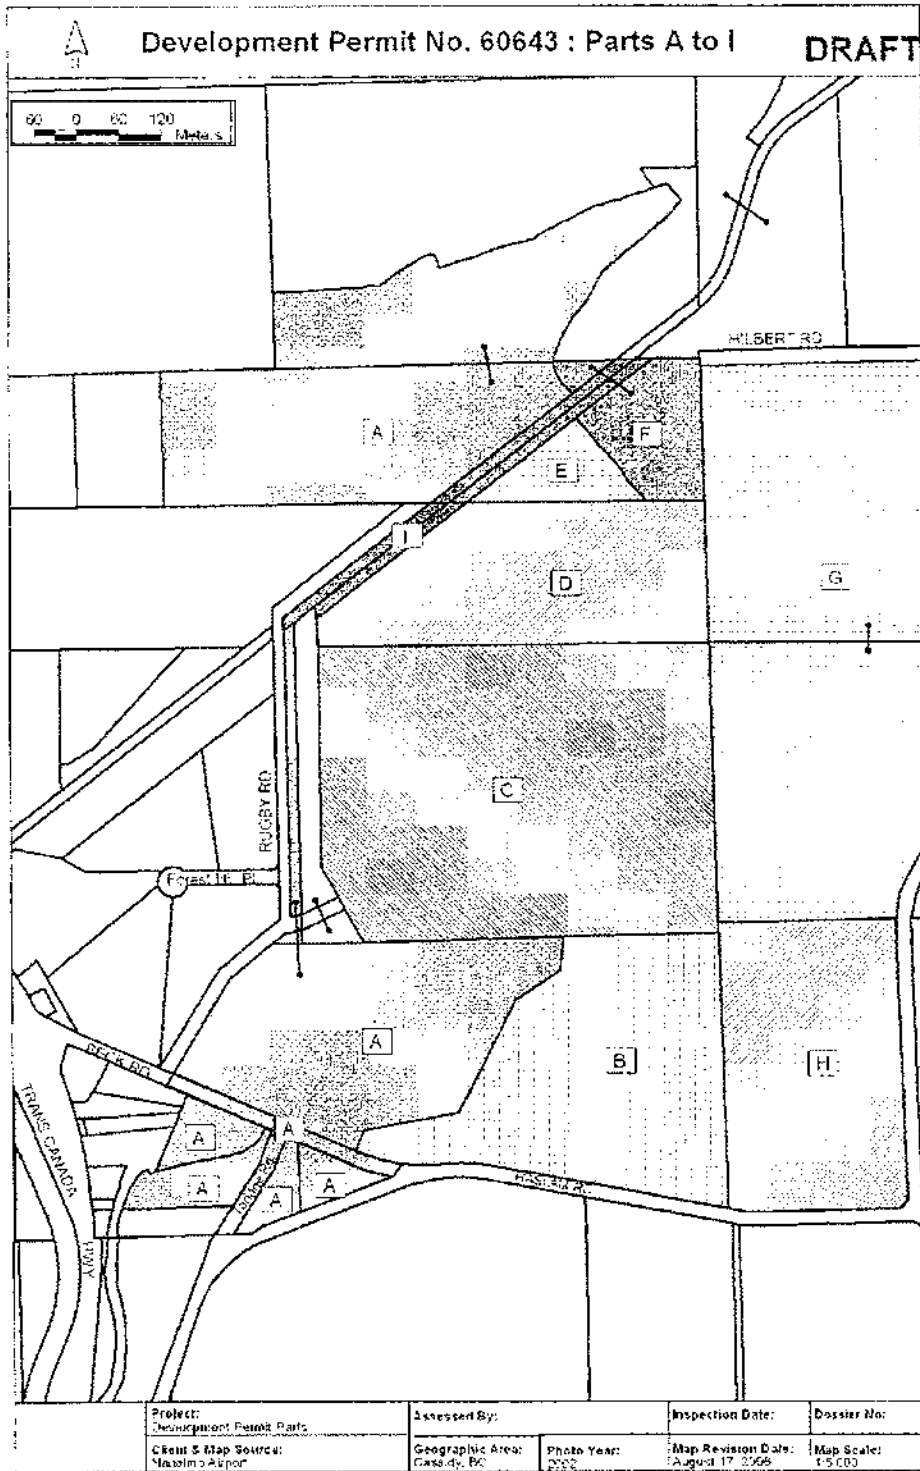 Development Permit No. 60643 : Parts A to I
DRAFT
60 0 60 120
Meters
HILBERT RD
A
F
E
I
D
G
C
RUGBY RD
A
B
H
BECK RD
TRANS CANADA
HWY
A
A
A
A
A
Project:
Development Permit Parts
Assessed By:
Inspection Date:
Dossier No:
Client & Map Source:
Nanaimo Airport
Geographic Area:
Cassidy, BC
Photo Year:
2002
Map Revision Date:
August 17, 2006
Map Scale:
1:5 000